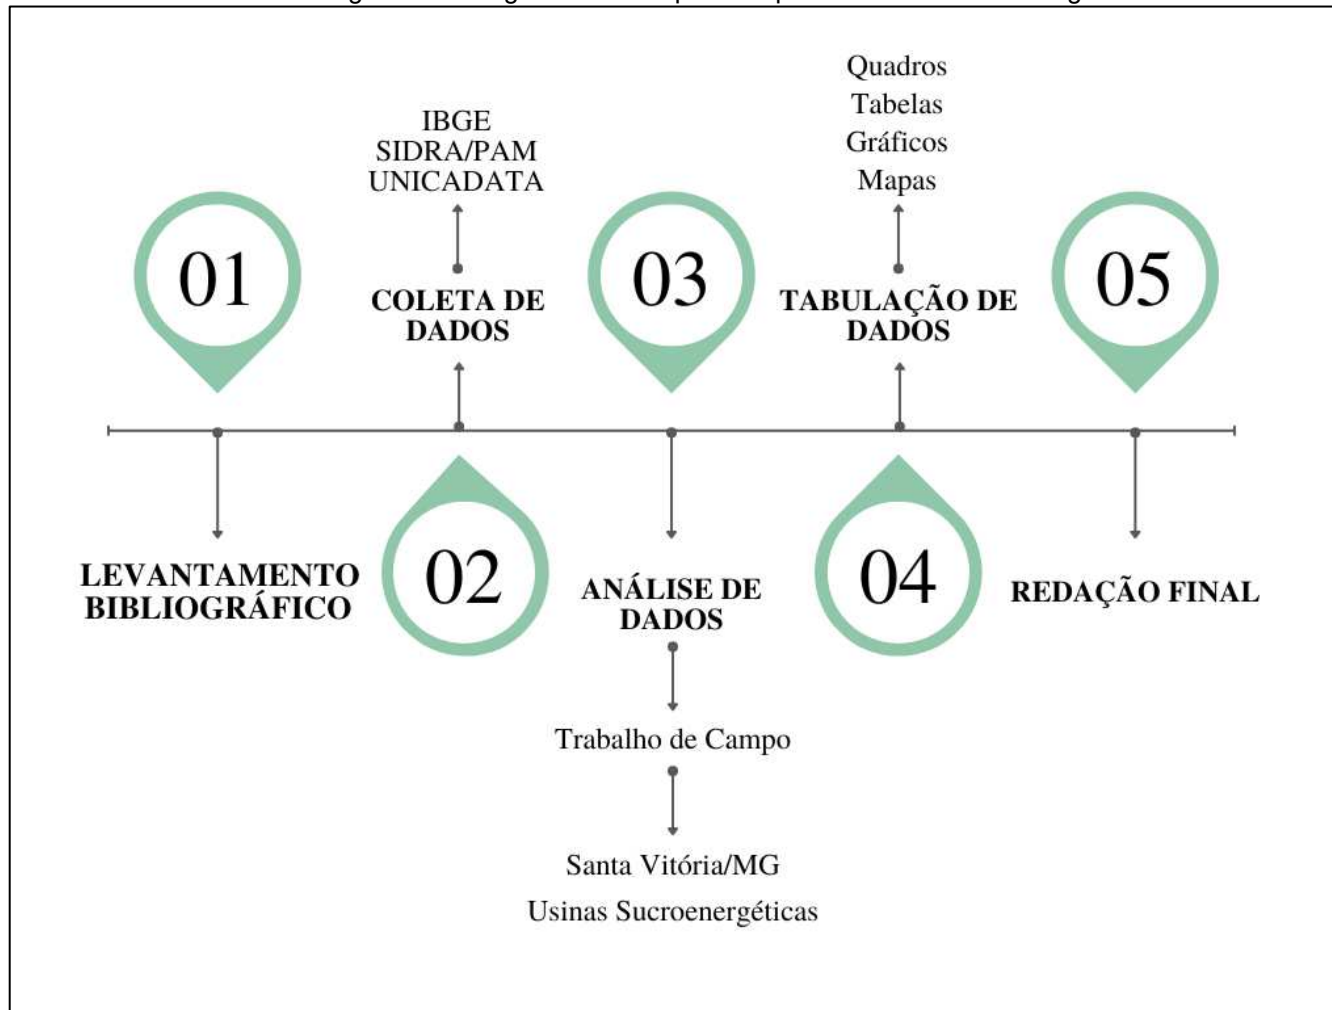 IBGE
SIDRA/PAM
UNICADATA
Quadros
Tabelas
Gráficos
Mapas
01
COLETA DE
DADOS
03
TABULAÇÃO DE
DADOS
05
LEVANTAMENTO
BIBLIOGRÁFICO
02
ANÁLISE DE
DADOS
04
REDAÇÃO FINAL
Trabalho de Campo
Santa Vitória/MG
Usinas Sucroenergéticas